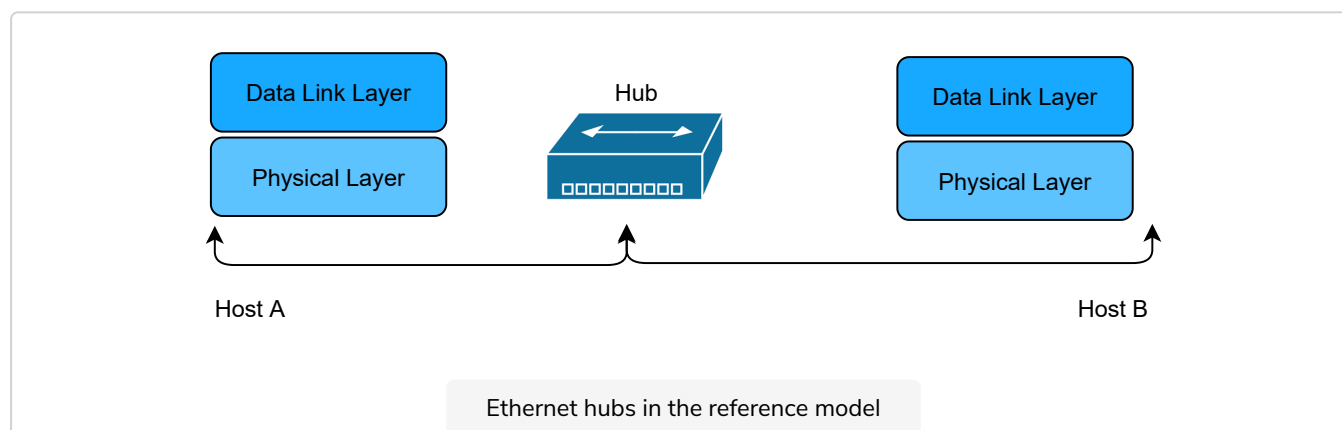 Data Link Layer
Physical Layer
Hub
Data Link Layer
Physical Layer
Host A
Host B
Ethernet hubs in the reference model